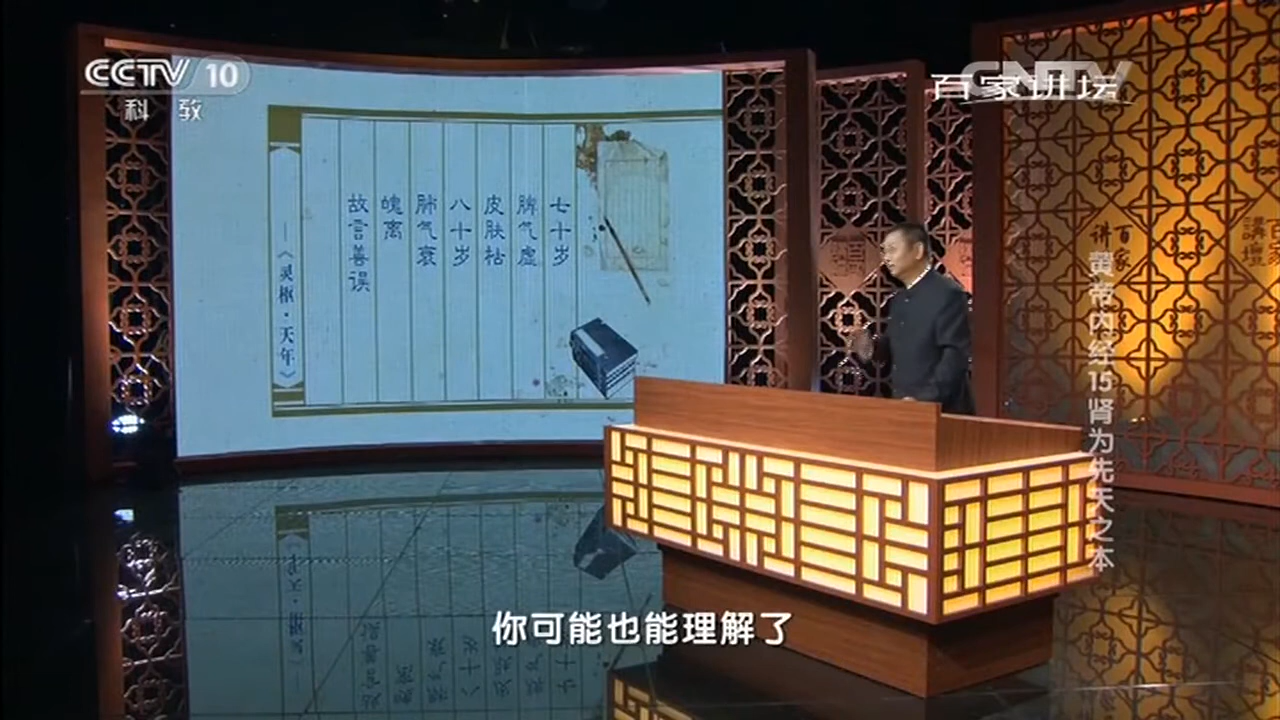 CCTV 10
科 教
百家讲坛
CNTV
七十岁
脾气虚
皮肤枯
八十岁
肺气衰
魄离
故言善误
——《灵枢·天年》
百家
讲坛
百家
講壇
黄帝内经15肾为先天之本
你可能也能理解了